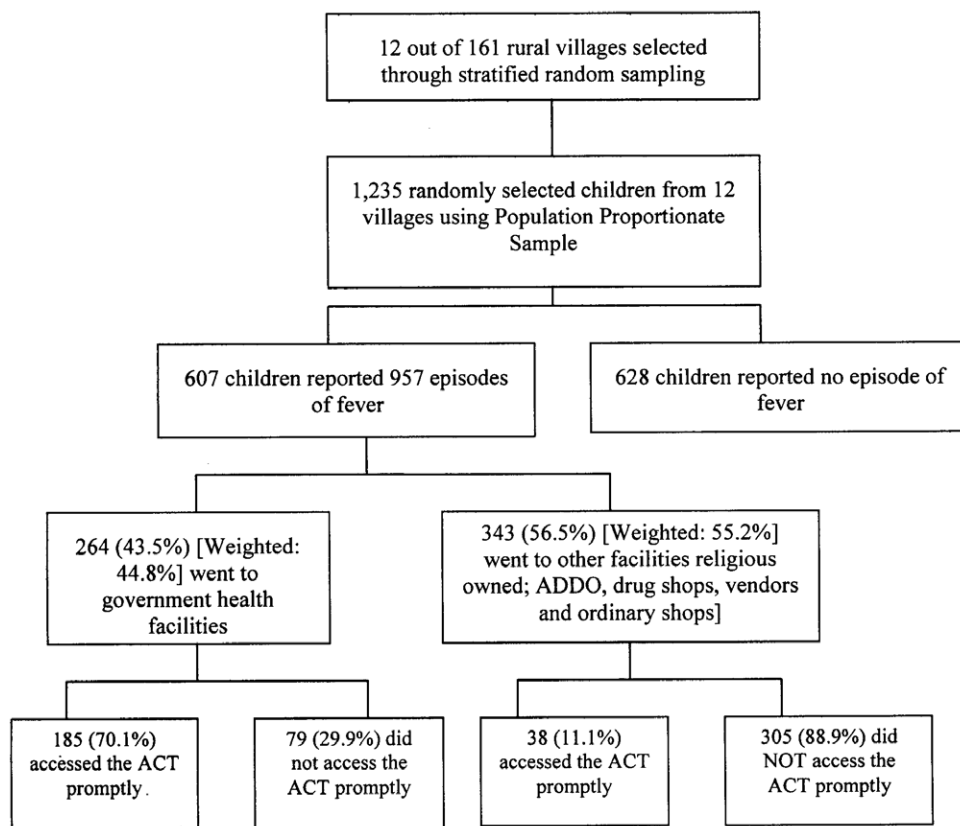 12 out of 161 rural villages selected
through stratified random sampling
1,235 randomly selected children from 12
villages using Population Proportionate
Sample
607 children reported 957 episodes
of fever
628 children reported no episode of
fever
264 (43.5%) [Weighted:
44.8%] went to
government health
facilities
343 (56.5%) [Weighted: 55.2%]
went to other facilities religious
owned; ADDO, drug shops, vendors
and ordinary shops]
185 (70.1%)
accessed the ACT
promptly.
79 (29.9%) did
not access the
ACT promptly
38 (11.1%)
accessed the ACT
promptly
305 (88.9%) did
NOT access the
ACT promptly